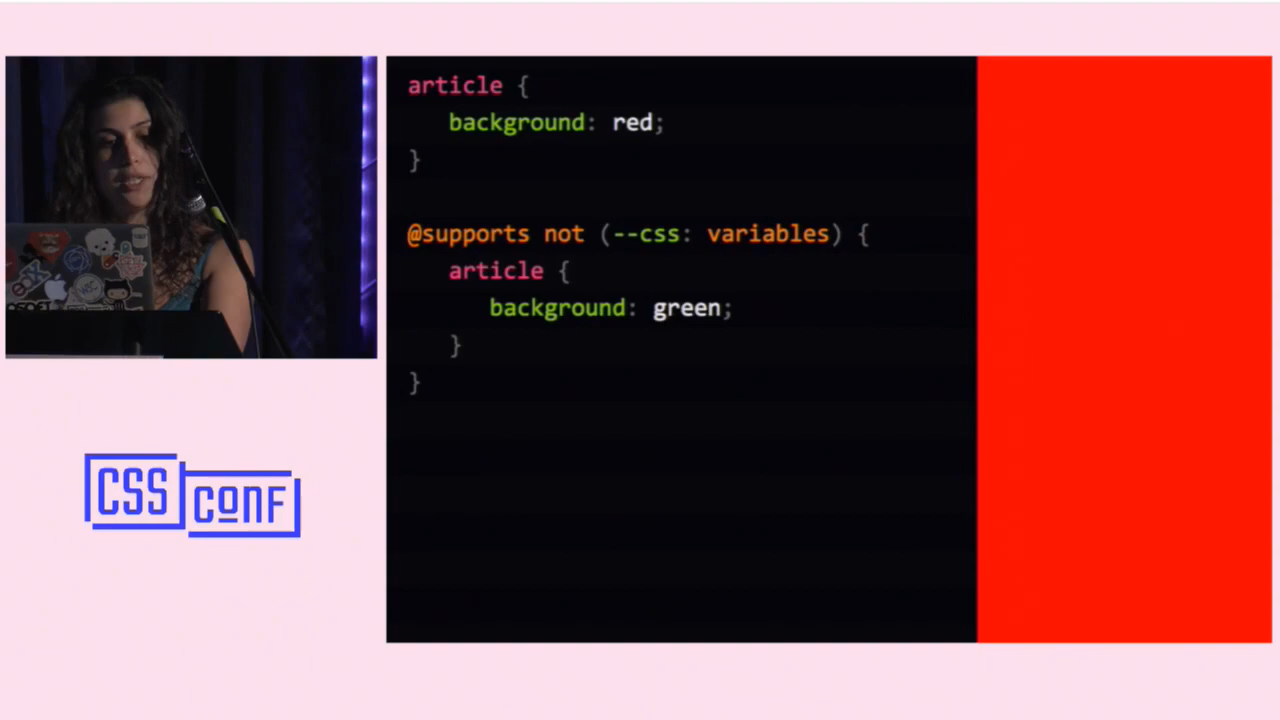 article {
background: red;
}
@supports not (--css: variables) {
article {
background: green;
}
}
CSS
conf